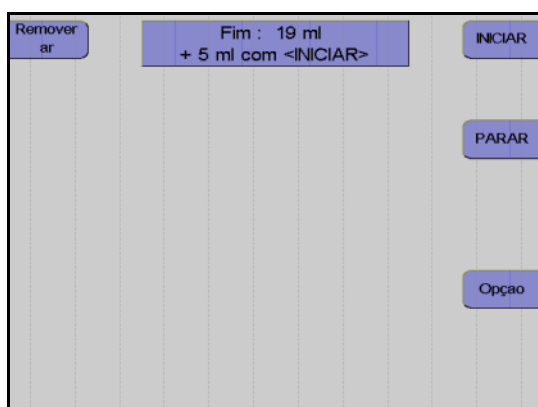 Remover
ar
Fim : 19 ml
+ 5 ml com <INICIAR>
INICIAR
PARAR
Opçao